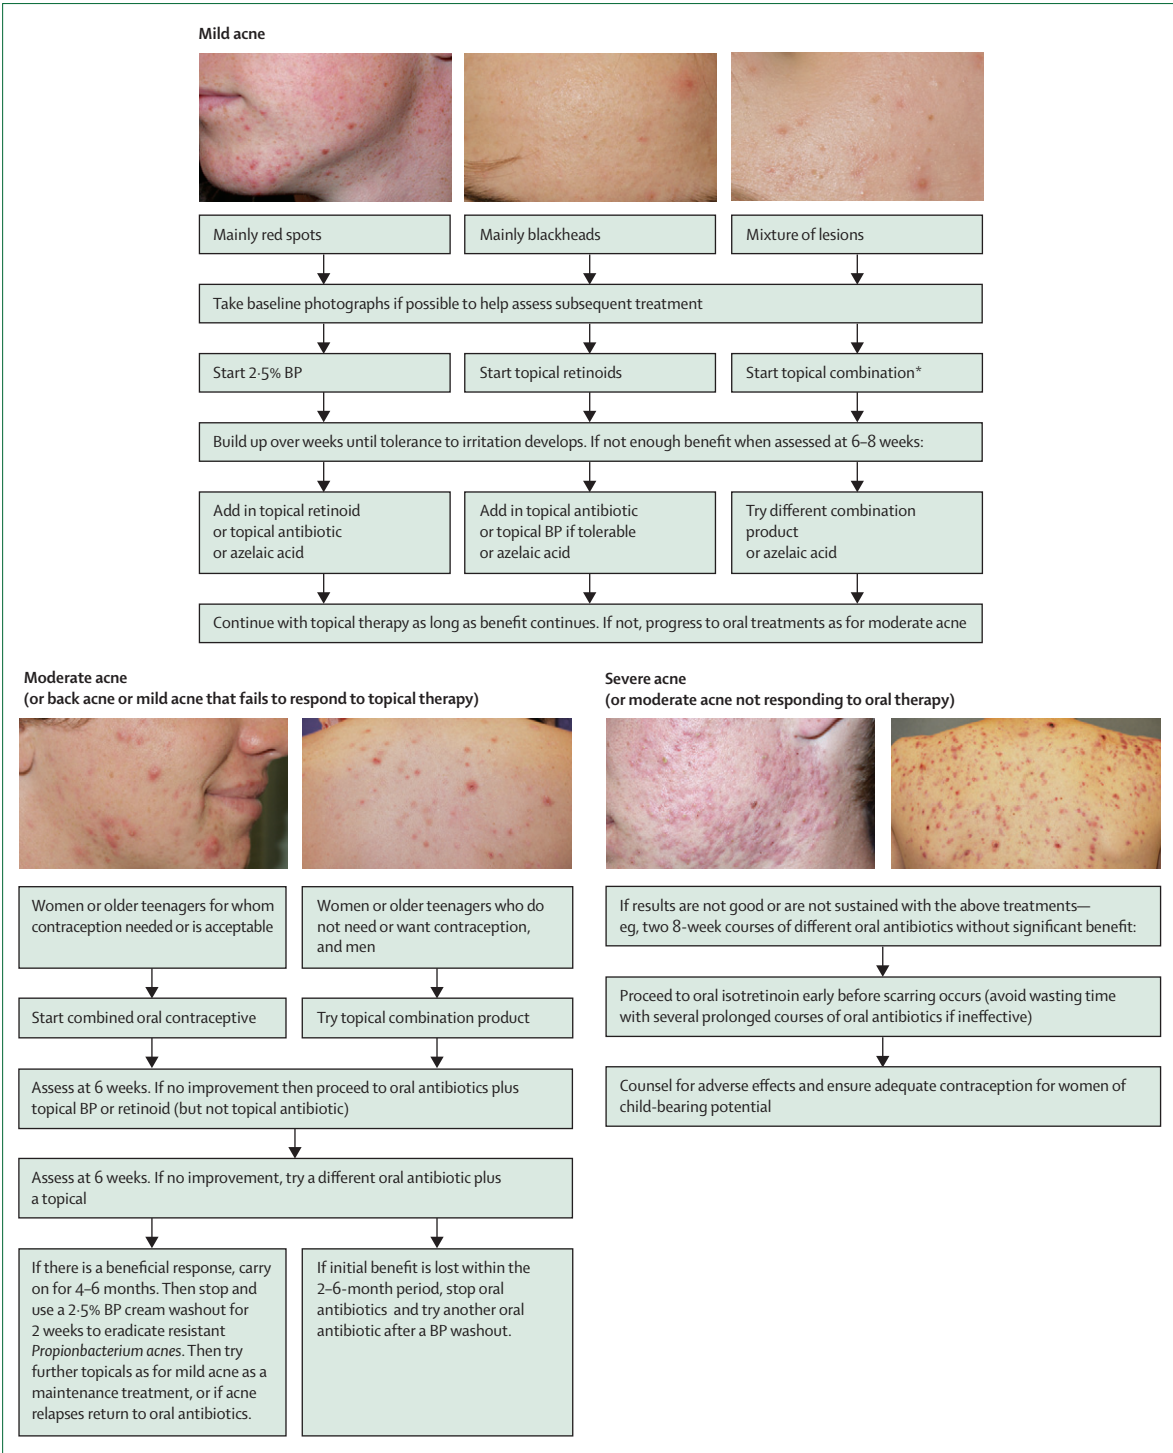 Mild acne
Mainly red spots
Mainly blackheads
Mixture of lesions
Take baseline photographs if possible to help assess subsequent treatment
Start 2·5% BP
Start topical retinoids
Start topical combination*
Build up over weeks until tolerance to irritation develops. If not enough benefit when assessed at 6–8 weeks:
Add in topical retinoid
or topical antibiotic
or azelaic acid
Add in topical antibiotic
or topical BP if tolerable
or azelaic acid
Try different combination
product
or azelaic acid
Continue with topical therapy as long as benefit continues. If not, progress to oral treatments as for moderate acne
Moderate acne
(or back acne or mild acne that fails to respond to topical therapy)
Women or older teenagers for whom
contraception needed or is acceptable
Women or older teenagers who do
not need or want contraception,
and men
Start combined oral contraceptive
Try topical combination product
Assess at 6 weeks. If no improvement then proceed to oral antibiotics plus
topical BP or retinoid (but not topical antibiotic)
Assess at 6 weeks. If no improvement, try a different oral antibiotic plus
a topical
If there is a beneficial response, carry
on for 4–6 months. Then stop and
use a 2·5% BP cream washout for
2 weeks to eradicate resistant
Propionbacterium acnes. Then try
further topicals as for mild acne as a
maintenance treatment, or if acne
relapses return to oral antibiotics.
If initial benefit is lost within the
2–6-month period, stop oral
antibiotics and try another oral
antibiotic after a BP washout.
Severe acne
(or moderate acne not responding to oral therapy)
If results are not good or are not sustained with the above treatments—
eg, two 8-week courses of different oral antibiotics without significant benefit:
Proceed to oral isotretinoin early before scarring occurs (avoid wasting time
with several prolonged courses of oral antibiotics if ineffective)
Counsel for adverse effects and ensure adequate contraception for women of
child-bearing potential